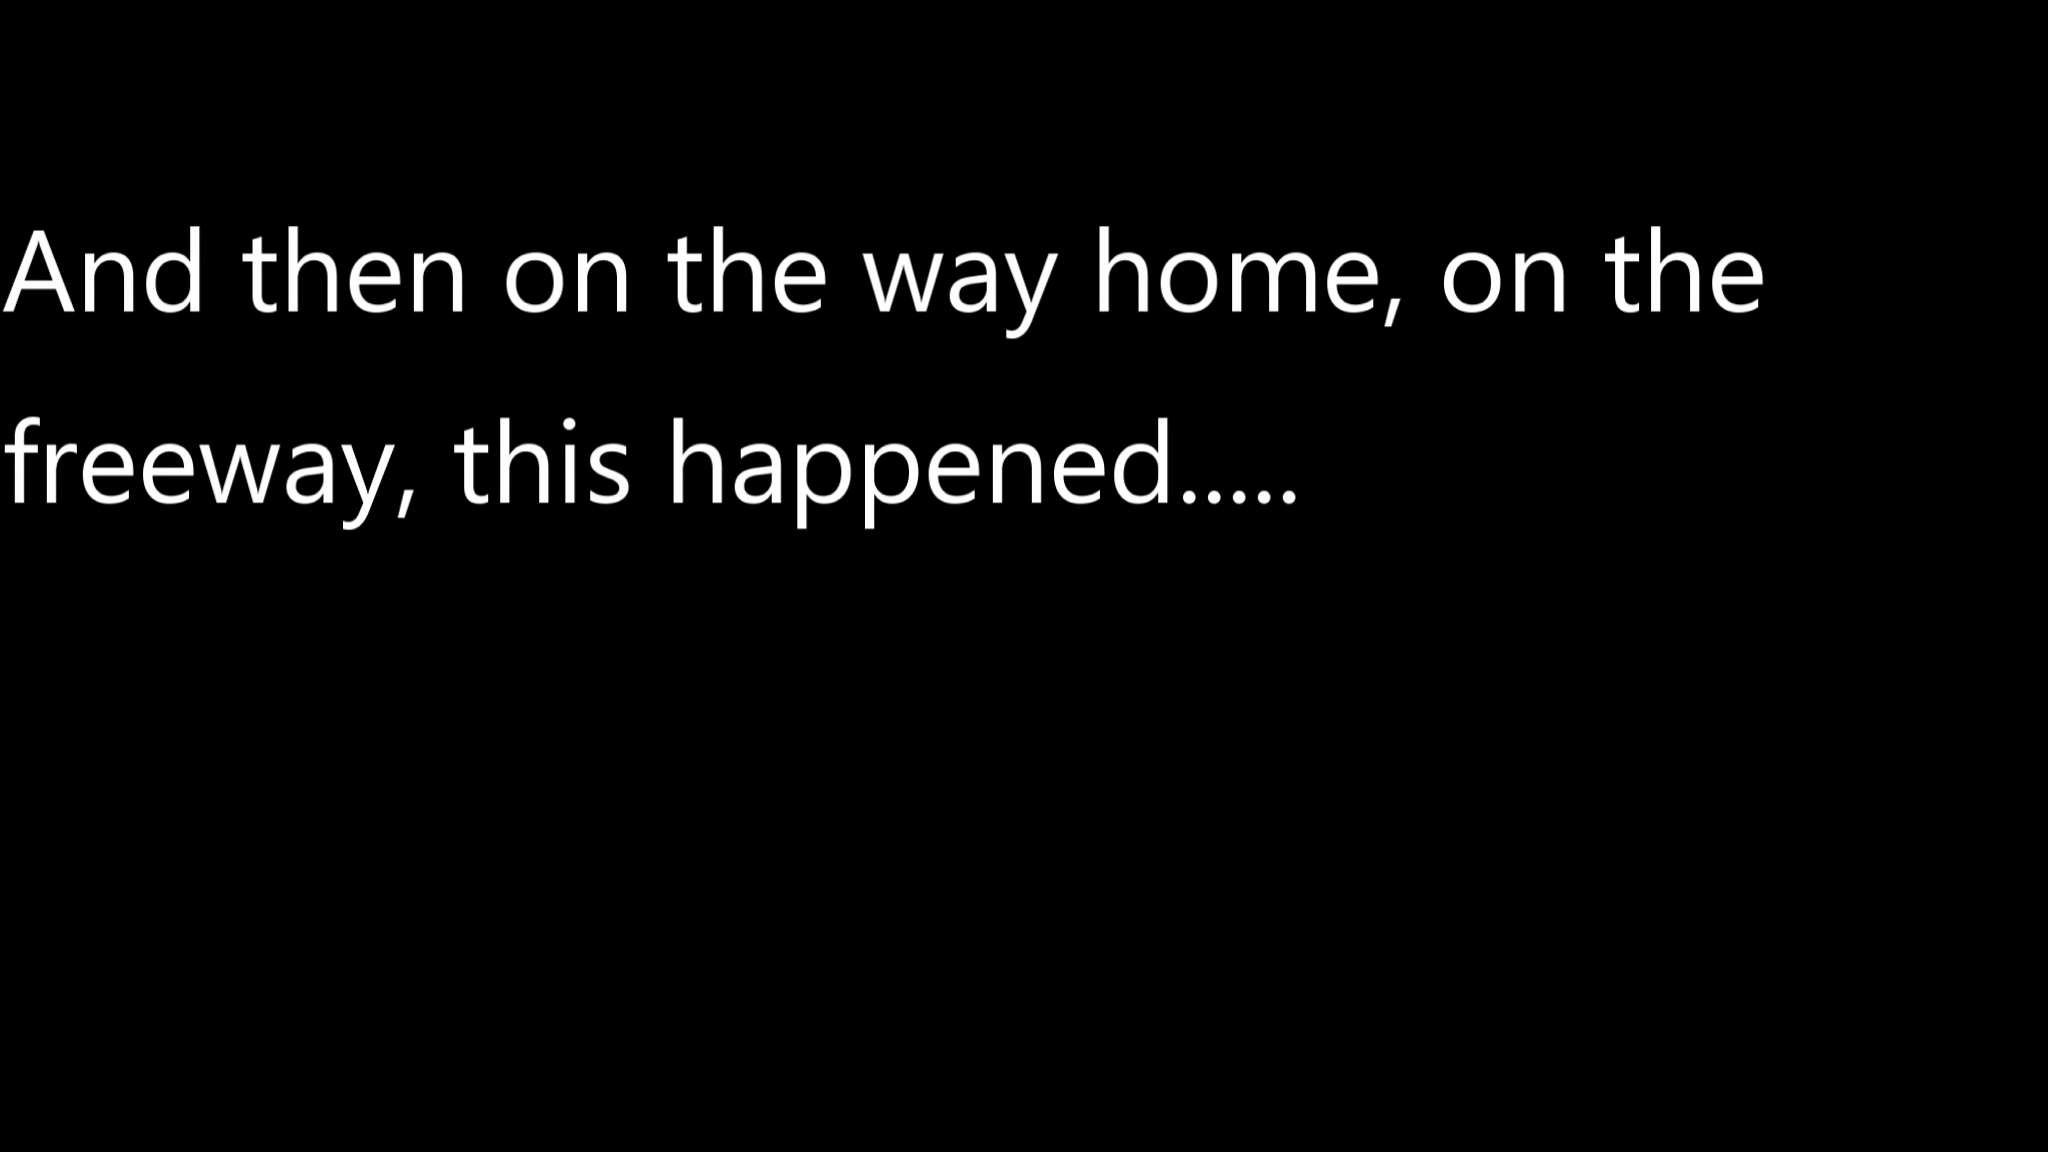 And then on the way home, on the
freeway, this happened.....